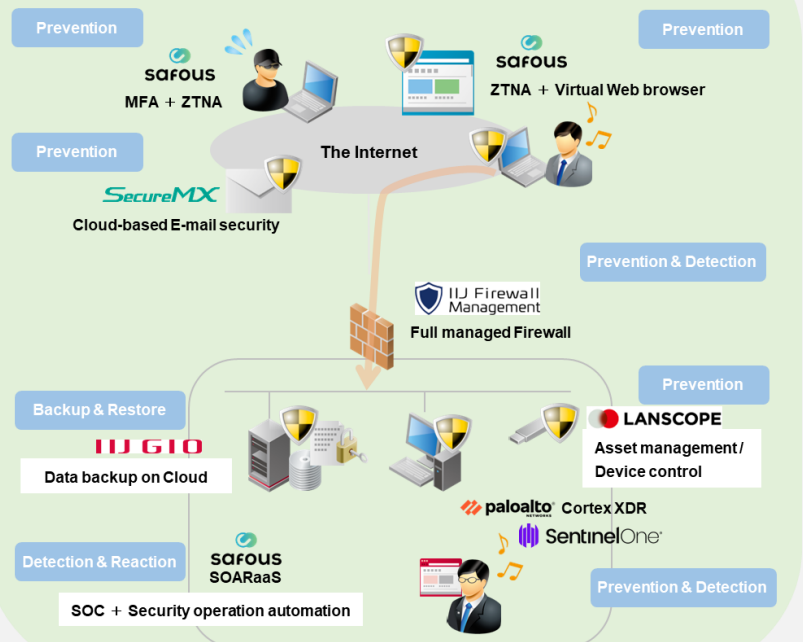 Prevention
Prevention
safous
MFA + ZTNA
safous
ZTNA + Virtual Web browser
The Internet
Prevention
SecureMX
Cloud-based E-mail security
Prevention & Detection
IIJ Firewall
Management
Full managed Firewall
Prevention
Backup & Restore
IIJ GIO
Data backup on Cloud
LANSCOPE
Asset management /
Device control
paloalto NETWORKS Cortex XDR
SentinelOne
Detection & Reaction
safous
SOARaaS
SOC + Security operation automation
Prevention & Detection